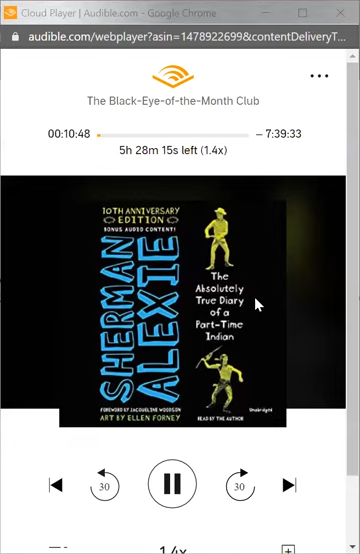 Cloud Player | Audible.com - Google Chrome
audible.com/webplayer?asin=1478922699&contentDeliveryT...
The Black-Eye-of-the-Month Club
00:10:48
– 7:39:33
5h 28m 15s left (1.4x)
10TH ANNIVERSARY
EDITION
BONUS AUDIO CONTENT!
SHERMAN
ALEXIE
The
Absolutely
True Diary
of a
Part-Time
Indian
FOREWORD BY JACQUELINE WOODSON
ART BY ELLEN FORNEY
READ BY THE AUTHOR
Unabridged
30
30
1.4x